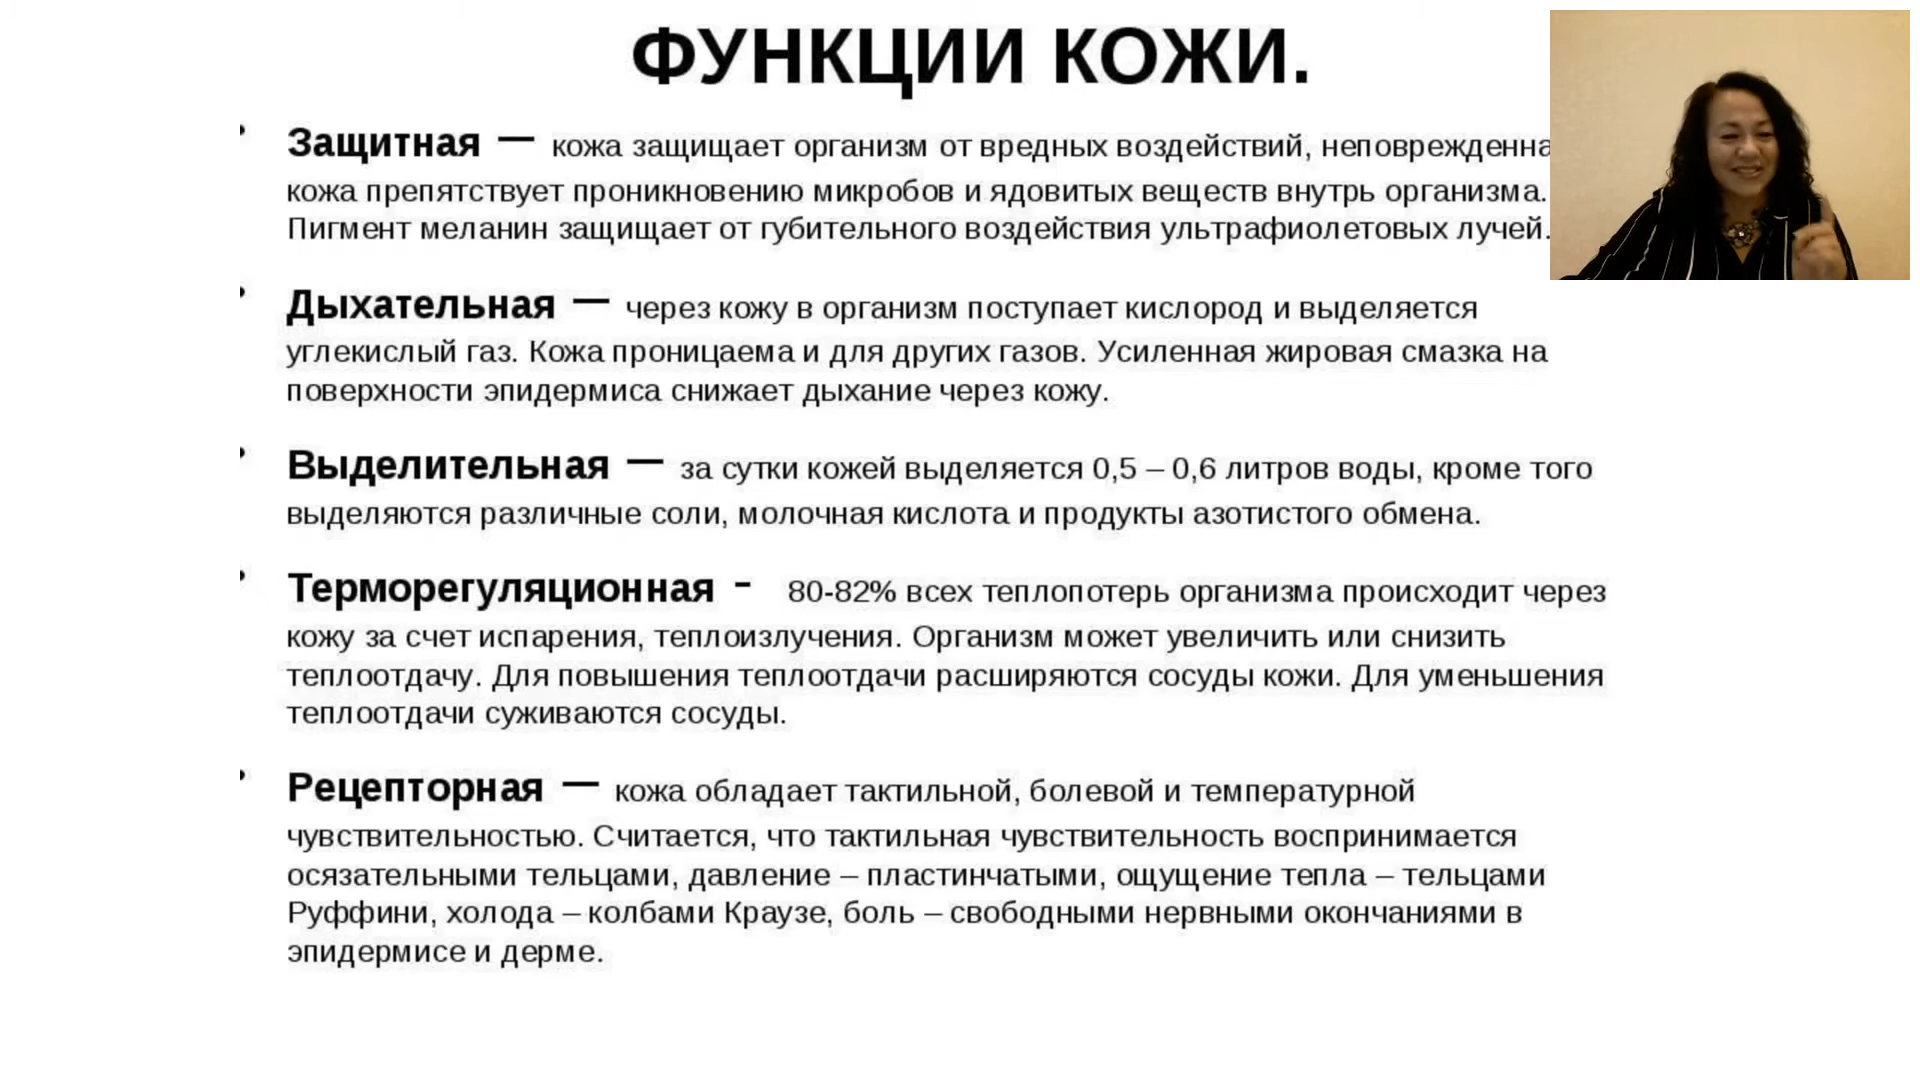 ФУНКЦИИ КОЖИ.
• Защитная — кожа защищает организм от вредных воздействий, неповрежденна
кожа препятствует проникновению микробов и ядовитых веществ внутрь организма.
Пигмент меланин защищает от губительного воздействия ультрафиолетовых лучей.
• Дыхательная — через кожу в организм поступает кислород и выделяется
углекислый газ. Кожа проницаема и для других газов. Усиленная жировая смазка на
поверхности эпидермиса снижает дыхание через кожу.
• Выделительная — за сутки кожей выделяется 0,5 – 0,6 литров воды, кроме того
выделяются различные соли, молочная кислота и продукты азотистого обмена.
• Терморегуляционная - 80-82% всех теплопотерь организма происходит через
кожу за счет испарения, теплоизлучения. Организм может увеличить или снизить
теплоотдачу. Для повышения теплоотдачи расширяются сосуды кожи. Для уменьшения
теплоотдачи суживаются сосуды.
• Рецепторная — кожа обладает тактильной, болевой и температурной
чувствительностью. Считается, что тактильная чувствительность воспринимается
осязательными тельцами, давление – пластинчатыми, ощущение тепла – тельцами
Руффини, холода – колбами Краузе, боль – свободными нервными окончаниями в
эпидермисе и дерме.